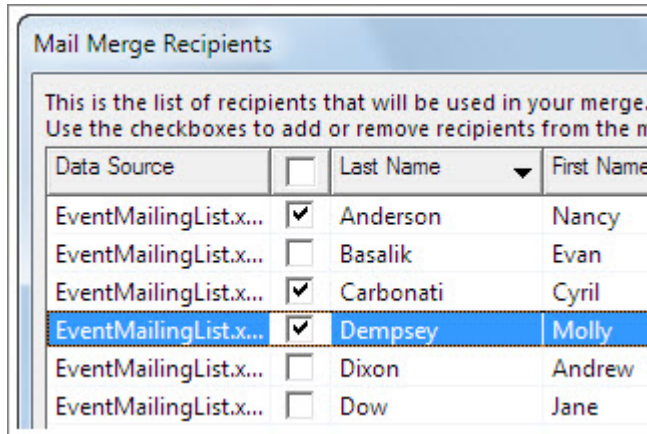 Mail Merge Recipients
This is the list of recipients that will be used in your merge.
Use the checkboxes to add or remove recipients from the
Data Source Last Name First Name
EventMailingList.x... Anderson Nancy
EventMailingList.x... Basalik Evan
EventMailingList.x... Carbonati Cyril
EventMailingList.x... Dempsey Molly
EventMailingList.x... Dixon Andrew
EventMailingList.x... Dow Jane